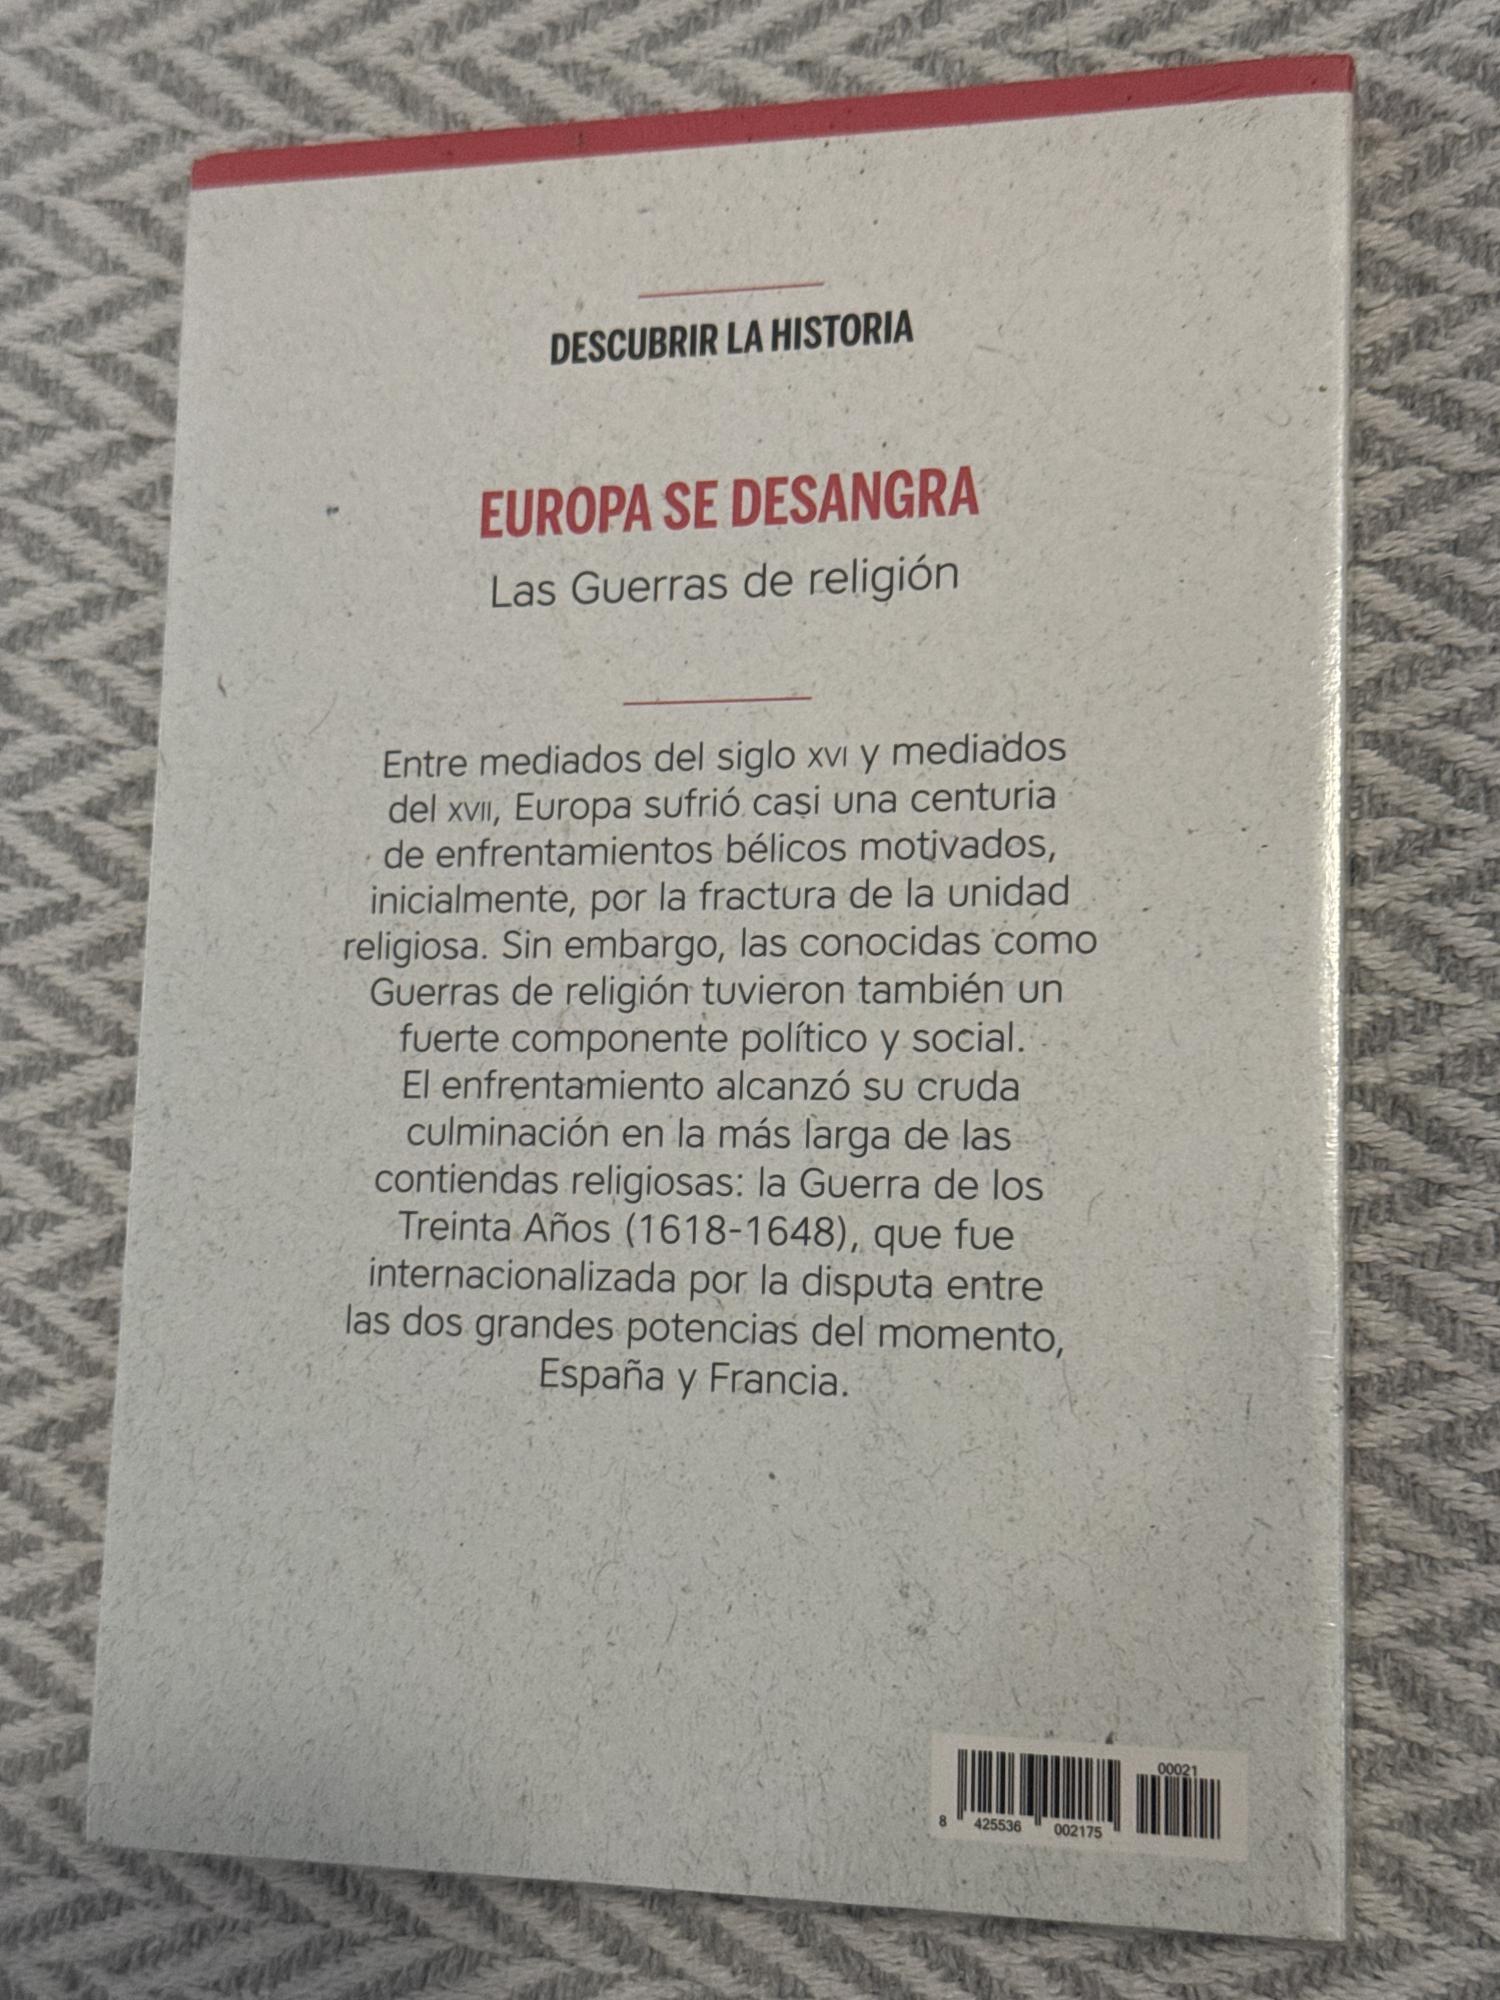 DESCUBRIR LA HISTORIA
EUROPA SE DESANGRA
Las Guerras de religión
Entre mediados del siglo XVI y mediados
del XVII, Europa sufrió casi una centuria
de enfrentamientos bélicos motivados,
inicialmente, por la fractura de la unidad
religiosa. Sin embargo, las conocidas como
Guerras de religión tuvieron también un
fuerte componente político y social.
El enfrentamiento alcanzó su cruda
culminación en la más larga de las
contiendas religiosas: la Guerra de los
Treinta Años (1618-1648), que fue
internacionalizada por la disputa entre
las dos grandes potencias del momento,
España y Francia.
00021
8 425536 002175